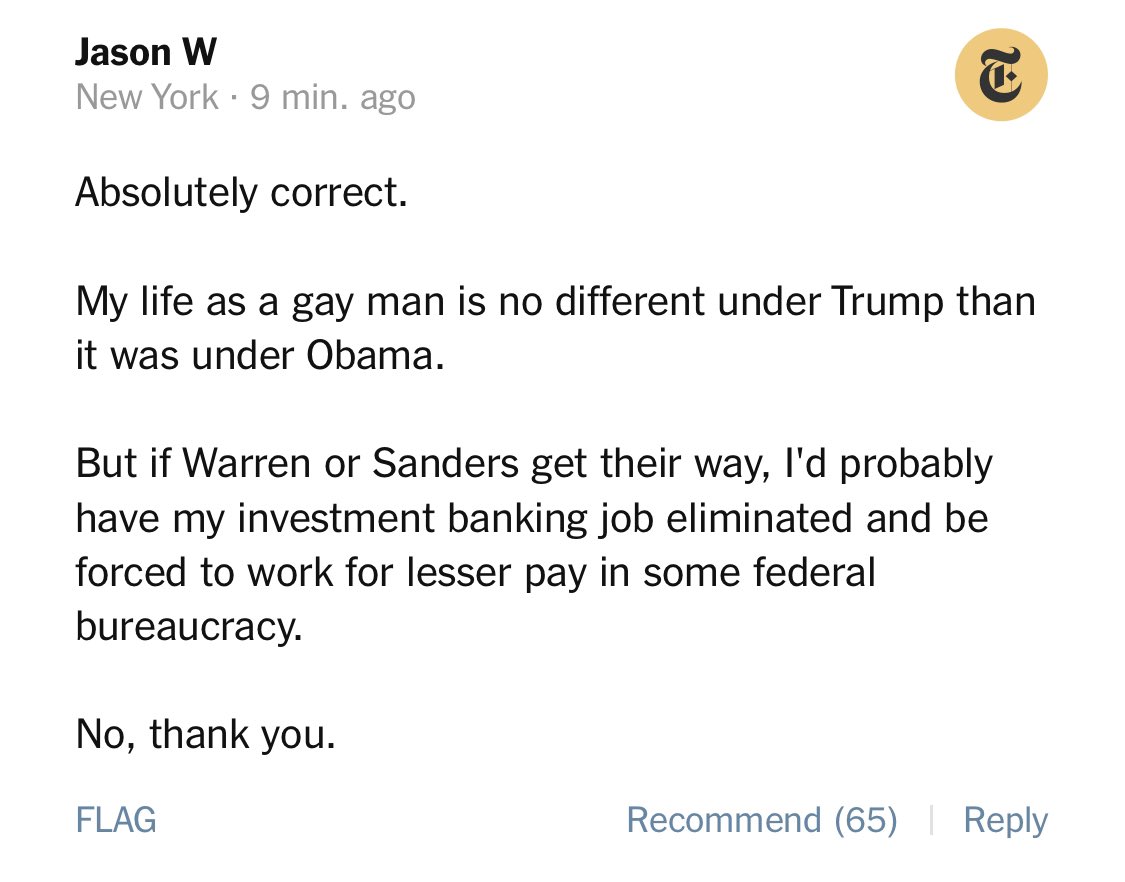 Jason W
New York · 9 min. ago
T
Absolutely correct.
My life as a gay man is no different under Trump than
it was under Obama.
But if Warren or Sanders get their way, I'd probably
have my investment banking job eliminated and be
forced to work for lesser pay in some federal
bureaucracy.
No, thank you.
FLAG
Recommend (65) | Reply